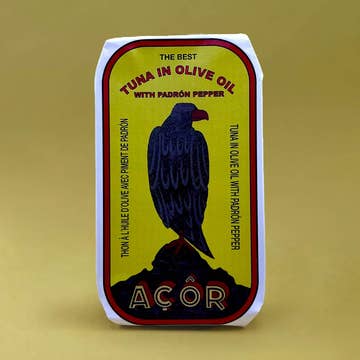 THE BEST
TUNA IN OLIVE OIL
WITH PADRÓN PEPPER
THON À L'HUILE D'OLIVE AVEC PIMENT DE PADRÓN
TUNA IN OLIVE OIL WITH PADRÓN PEPPER
AÇÔR